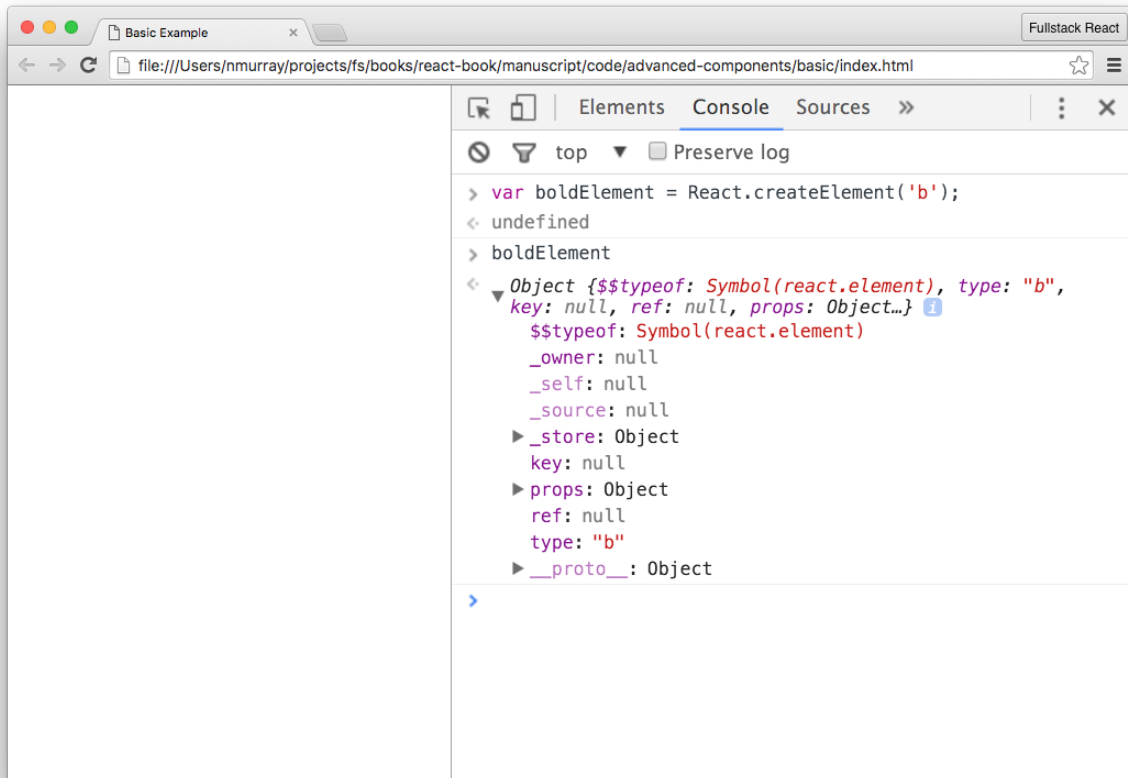 Basic Example
Fullstack React
file:///Users/nmurray/projects/fs/books/react-book/manuscript/code/advanced-components/basic/index.html
Elements Console Sources »
top ▼ Preserve log
var boldElement = React.createElement('b');
undefined
boldElement
Object {$$typeof: Symbol(react.element), type: "b",
key: null, ref: null, props: Object…} i
$$typeof: Symbol(react.element)
_owner: null
_self: null
_source: null
_store: Object
key: null
props: Object
ref: null
type: "b"
__proto__: Object